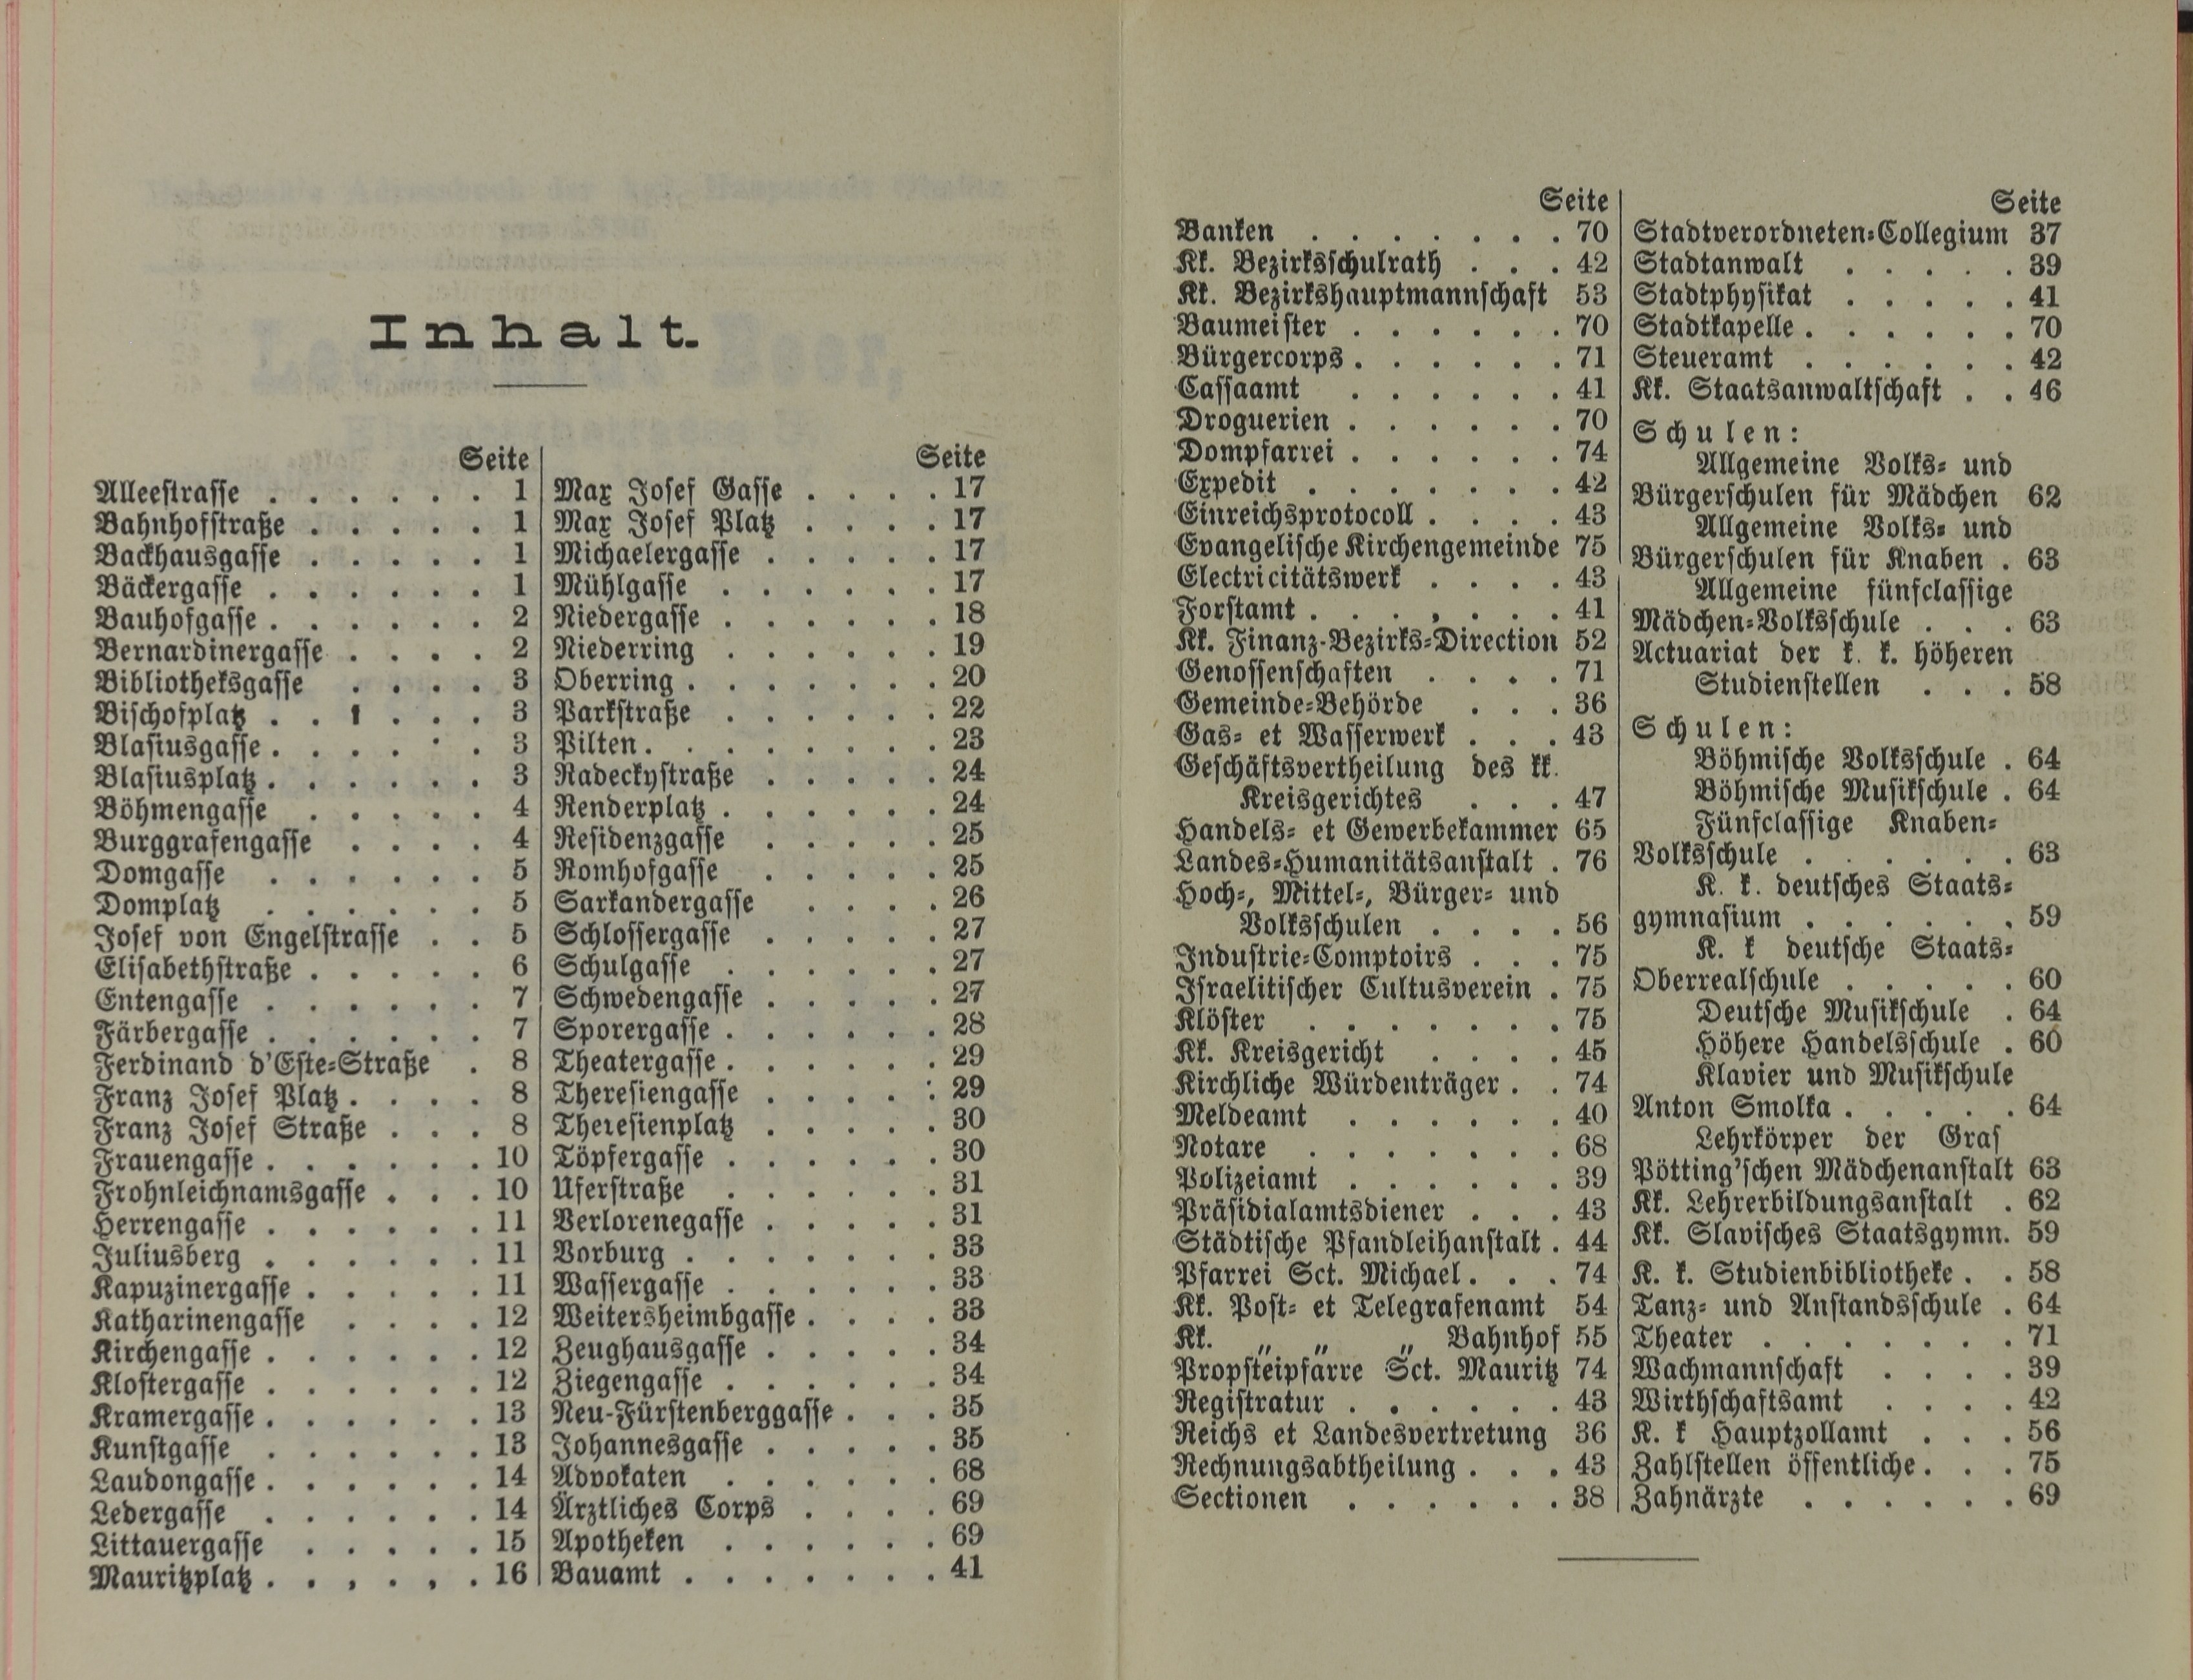 Inhalt.
Seite
Alleestrasse . . . . . . 1
Bahnhofstraße . . . . . 1
Backhausgasse . . . . . 1
Bäckergasse . . . . . . 1
Bauhofgasse . . . . . . 2
Bernardinergasse . . . . 2
Bibliotheksgasse . . . . 3
Bischofplatz . . . . . . 3
Blasiusgasse . . . . . . 3
Blasiusplatz . . . . . . 3
Böhmengasse . . . . . 4
Burggrafengasse . . . . 4
Domgasse . . . . . . 5
Domplatz . . . . . . 5
Josef von Engelstrasse . . 5
Elisabethstraße . . . . . 6
Entengasse . . . . . . 7
Färbergasse . . . . . . 7
Ferdinand d'Este-Straße . 8
Franz Josef Platz . . . . 8
Franz Josef Straße . . . 8
Frauengasse . . . . . . 10
Frohnleichnamsgasse . . . 10
Herrengasse . . . . . . 11
Juliusberg . . . . . . 11
Kapuzinergasse . . . . . 11
Katharinengasse . . . . 12
Kirchengasse . . . . . . 12
Klostergasse . . . . . . 12
Kramergasse . . . . . . 13
Kunstgasse . . . . . 13
Laudongasse . . . . . . 14
Ledergasse . . . . . . 14
Littauergasse . . . . . 15
Mauritzplatz . . . . . . 16
Seite
Max Josef Gasse . . . . 17
Max Josef Platz . . . . 17
Michaelergasse . . . . . 17
Mühlgasse . . . . . . 17
Niedergasse . . . . . . 18
Niederring . . . . . . 19
Oberring . . . . . . . 20
Parkstraße . . . . . . 22
Pilten . . . . . . . . 23
Radeckystraße . . . . . 24
Renderplatz . . . . . . 24
Residenzgasse . . . . . 25
Romhofgasse . . . . . 25
Sarkandergasse . . . . 26
Schlossergasse . . . . . 27
Schulgasse . . . . . . 27
Schwedengasse . . . . . 27
Sporergasse . . . . . . 28
Theatergasse . . . . . . 29
Theresiengasse . . . . : 29
Theresienplatz . . . . . 30
Töpfergasse . . . . . . 30
Uferstraße . . . . . . 31
Verlorenegasse . . . . . 31
Vorburg . . . . . . . 33
Wassergasse . . . . . . 33
Weitersheimbgasse . . . . 33
Zeughausgasse . . . . . 34
Ziegengasse . . . . . . 34
Neu-Fürstenberggasse . . . 35
Johannesgasse . . . . . 35
Advokaten . . . . . . 68
Ärztliches Corps . . . . 69
Apotheken . . . . . . 69
Bauamt . . . . . . . 41
Seite
Banken . . . . . . . 70
Kk. Bezirksschulrath . . . 42
Kk. Bezirkshauptmannschaft 53
Baumeister . . . . . . 70
Bürgercorps . . . . . . 71
Cassaamt . . . . . . 41
Droguerien . . . . . . 70
Dompfarrei . . . . . . 74
Expedit . . . . . . . 42
Einreichsprotocoll . . . . 43
Evangelische Kirchengemeinde 75
Electricitätswerk . . . . 43
Forstamt . . . . . . . 41
Kk. Finanz-Bezirks-Direction 52
Genossenschaften . . . . 71
Gemeinde-Behörde . . . 36
Gas- et Wasserwerk . . . 43
Geschäftsvertheilung des kk.
Kreisgerichtes . . . 47
Handels- et Gewerbekammer 65
Landes-Humanitätsanstalt . 76
Hoch-, Mittel-, Bürger- und
Volksschulen . . . . 56
Industrie-Comptoirs . . . 75
Israelitischer Cultusverein . 75
Klöster . . . . . . . 75
Kk. Kreisgericht . . . . 45
Kirchliche Würdenträger . . 74
Meldeamt . . . . . . 40
Notare . . . . . . . 68
Polizeiamt . . . . . . 39
Präsidialamtsdiener . . . 43
Städtische Pfandleihanstalt . 44
Pfarrei Sct. Michael . . . 74
Kk. Post- et Telegrafenamt 54
Kk. „ „ „ Bahnhof 55
Propsteipfarre Sct. Mauritz 74
Registratur . . . . . . 43
Reichs et Landesvertretung 36
Rechnungsabtheilung . . . 43
Sectionen . . . . . . 38
Seite
Stadtverordneten-Collegium 37
Stadtanwalt . . . . . 39
Stadtphysikat . . . . . 41
Stadtkapelle . . . . . . 70
Steueramt . . . . . . 42
Kk. Staatsanwaltschaft . . 46
Schulen:
Allgemeine Volks- und
Bürgerschulen für Mädchen 62
Allgemeine Volks- und
Bürgerschulen für Knaben . 63
Allgemeine fünfclassige
Mädchen-Volksschule . . . 63
Actuariat der k. k. höheren
Studienstellen . . . 58
Schulen:
Böhmische Volksschule . 64
Böhmische Musikschule . 64
Fünfclassige Knaben-
Volksschule . . . . . . 63
K. k. deutsches Staats-
gymnasium . . . . . . 59
K. k deutsche Staats-
Oberrealschule . . . . . 60
Deutsche Musikschule . 64
Höhere Handelsschule . 60
Klavier und Musikschule
Anton Smolka . . . . . 64
Lehrkörper der Graf
Pötting'schen Mädchenanstalt 63
Kk. Lehrerbildungsanstalt . 62
Kk. Slavisches Staatsgymn. 59
K. k. Studienbibliotheke . . 58
Tanz- und Anstandsschule . 64
Theater . . . . . . . 71
Wachmannschaft . . . . 39
Wirthschaftsamt . . . . 42
K. k Hauptzollamt . . . 56
Zahlstellen öffentliche . . . 75
Zahnärzte . . . . . . 69